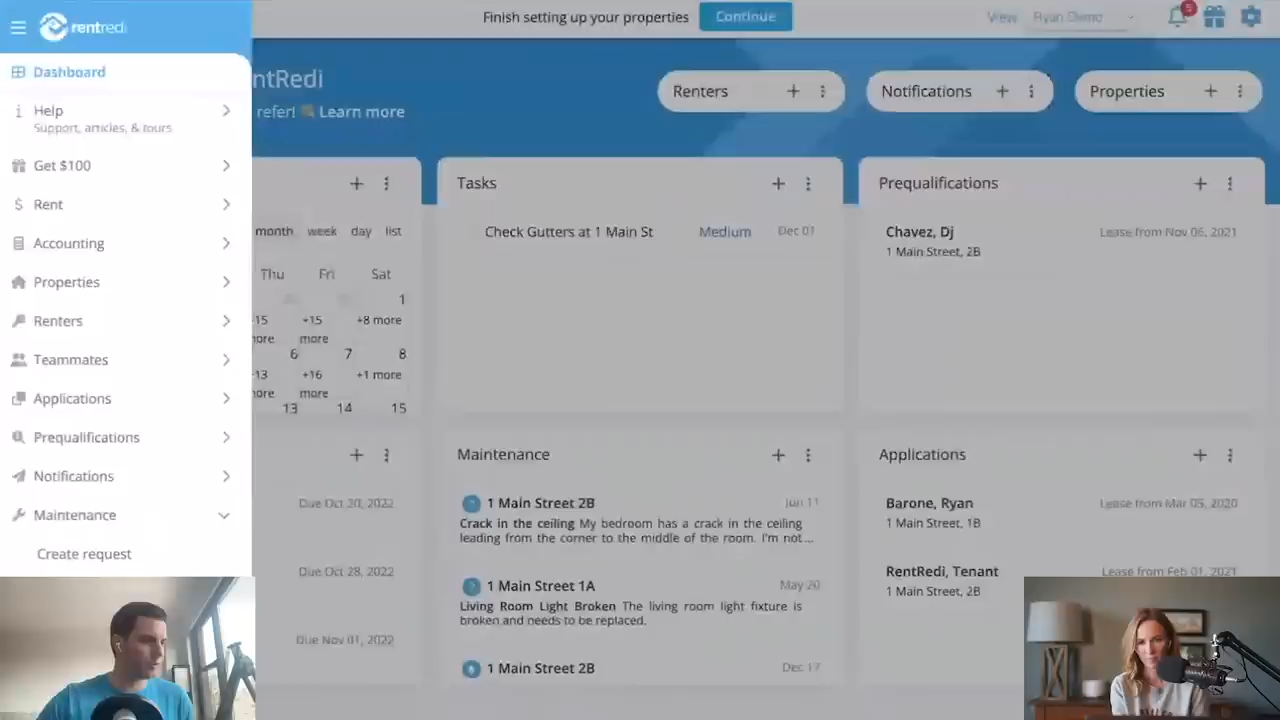 rentredi
Finish setting up your properties
Continue
View
Ryan Demo
5
Dashboard
Help
Support, articles, & tours
Get $100
Rent
Accounting
Properties
Renters
Teammates
Applications
Prequalifications
Notifications
Maintenance
Create request
ntRedi
refer!
Learn more
Renters
Notifications
Properties
month week day list
Thu Fri Sat
1
+15 +8 more
more
6 7 8
+16 +1 more
more
13 14 15
Tasks
Check Gutters at 1 Main St Medium Dec 01
Prequalifications
Chavez, Dj Lease from Nov 06, 2021
1 Main Street, 2B
Due Oct 20, 2022
Due Oct 28, 2022
Due Nov 01, 2022
Maintenance
1 Main Street 2B Jun 11
Crack in the ceiling My bedroom has a crack in the ceiling
leading from the corner to the middle of the room. I'm not...
1 Main Street 1A May 20
Living Room Light Broken The living room light fixture is
broken and needs to be replaced.
1 Main Street 2B Dec 17
Applications
Barone, Ryan Lease from Mar 05, 2020
1 Main Street, 1B
RentRedi, Tenant Lease from Feb 01, 2021
1 Main Street, 2B